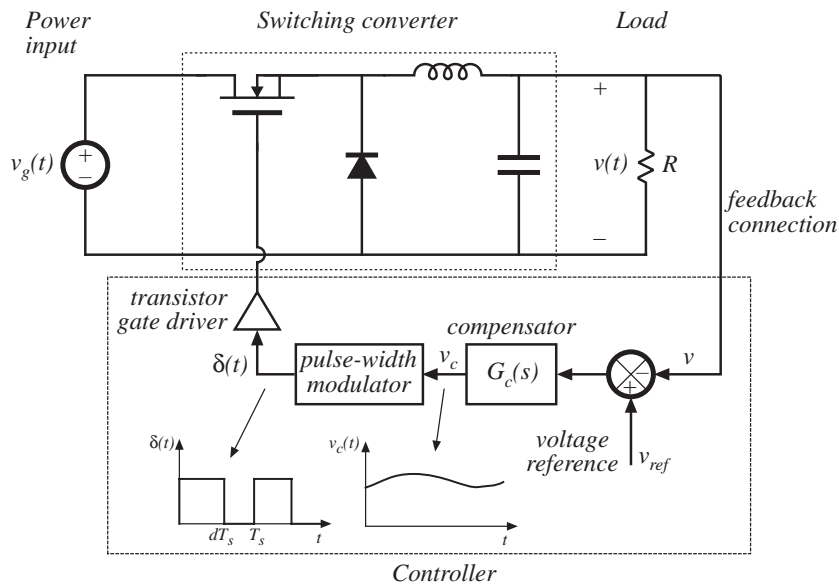 Power
input
Switching converter
Load
v_g(t)
+
–
+
v(t)
–
R
feedback
connection
transistor
gate driver
δ(t)
pulse-width
modulator
v_c
compensator
G_c(s)
–
+
v
voltage
reference
v_ref
δ(t)
dT_s
T_s
t
v_c(t)
t
Controller